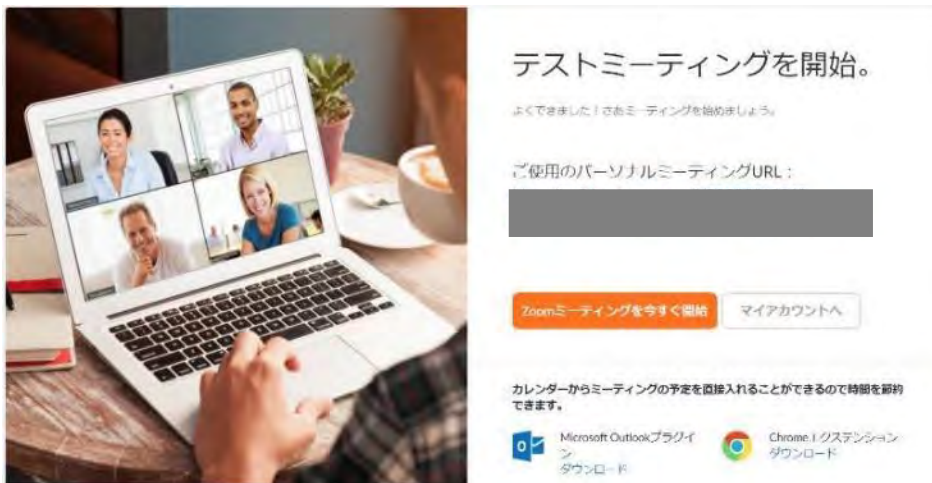 テストミーティングを開始。
よくできました！さあミーティングを始めましょう。
ご使用のパーソナルミーティングURL：
Zoomミーティングを今すぐ開始
マイアカウントへ
カレンダーからミーティングの予定を直接入れることができるので時間を節約
できます。
Microsoft Outlookプラグイ
ン
ダウンロード
Chromeエクステンション
ダウンロード